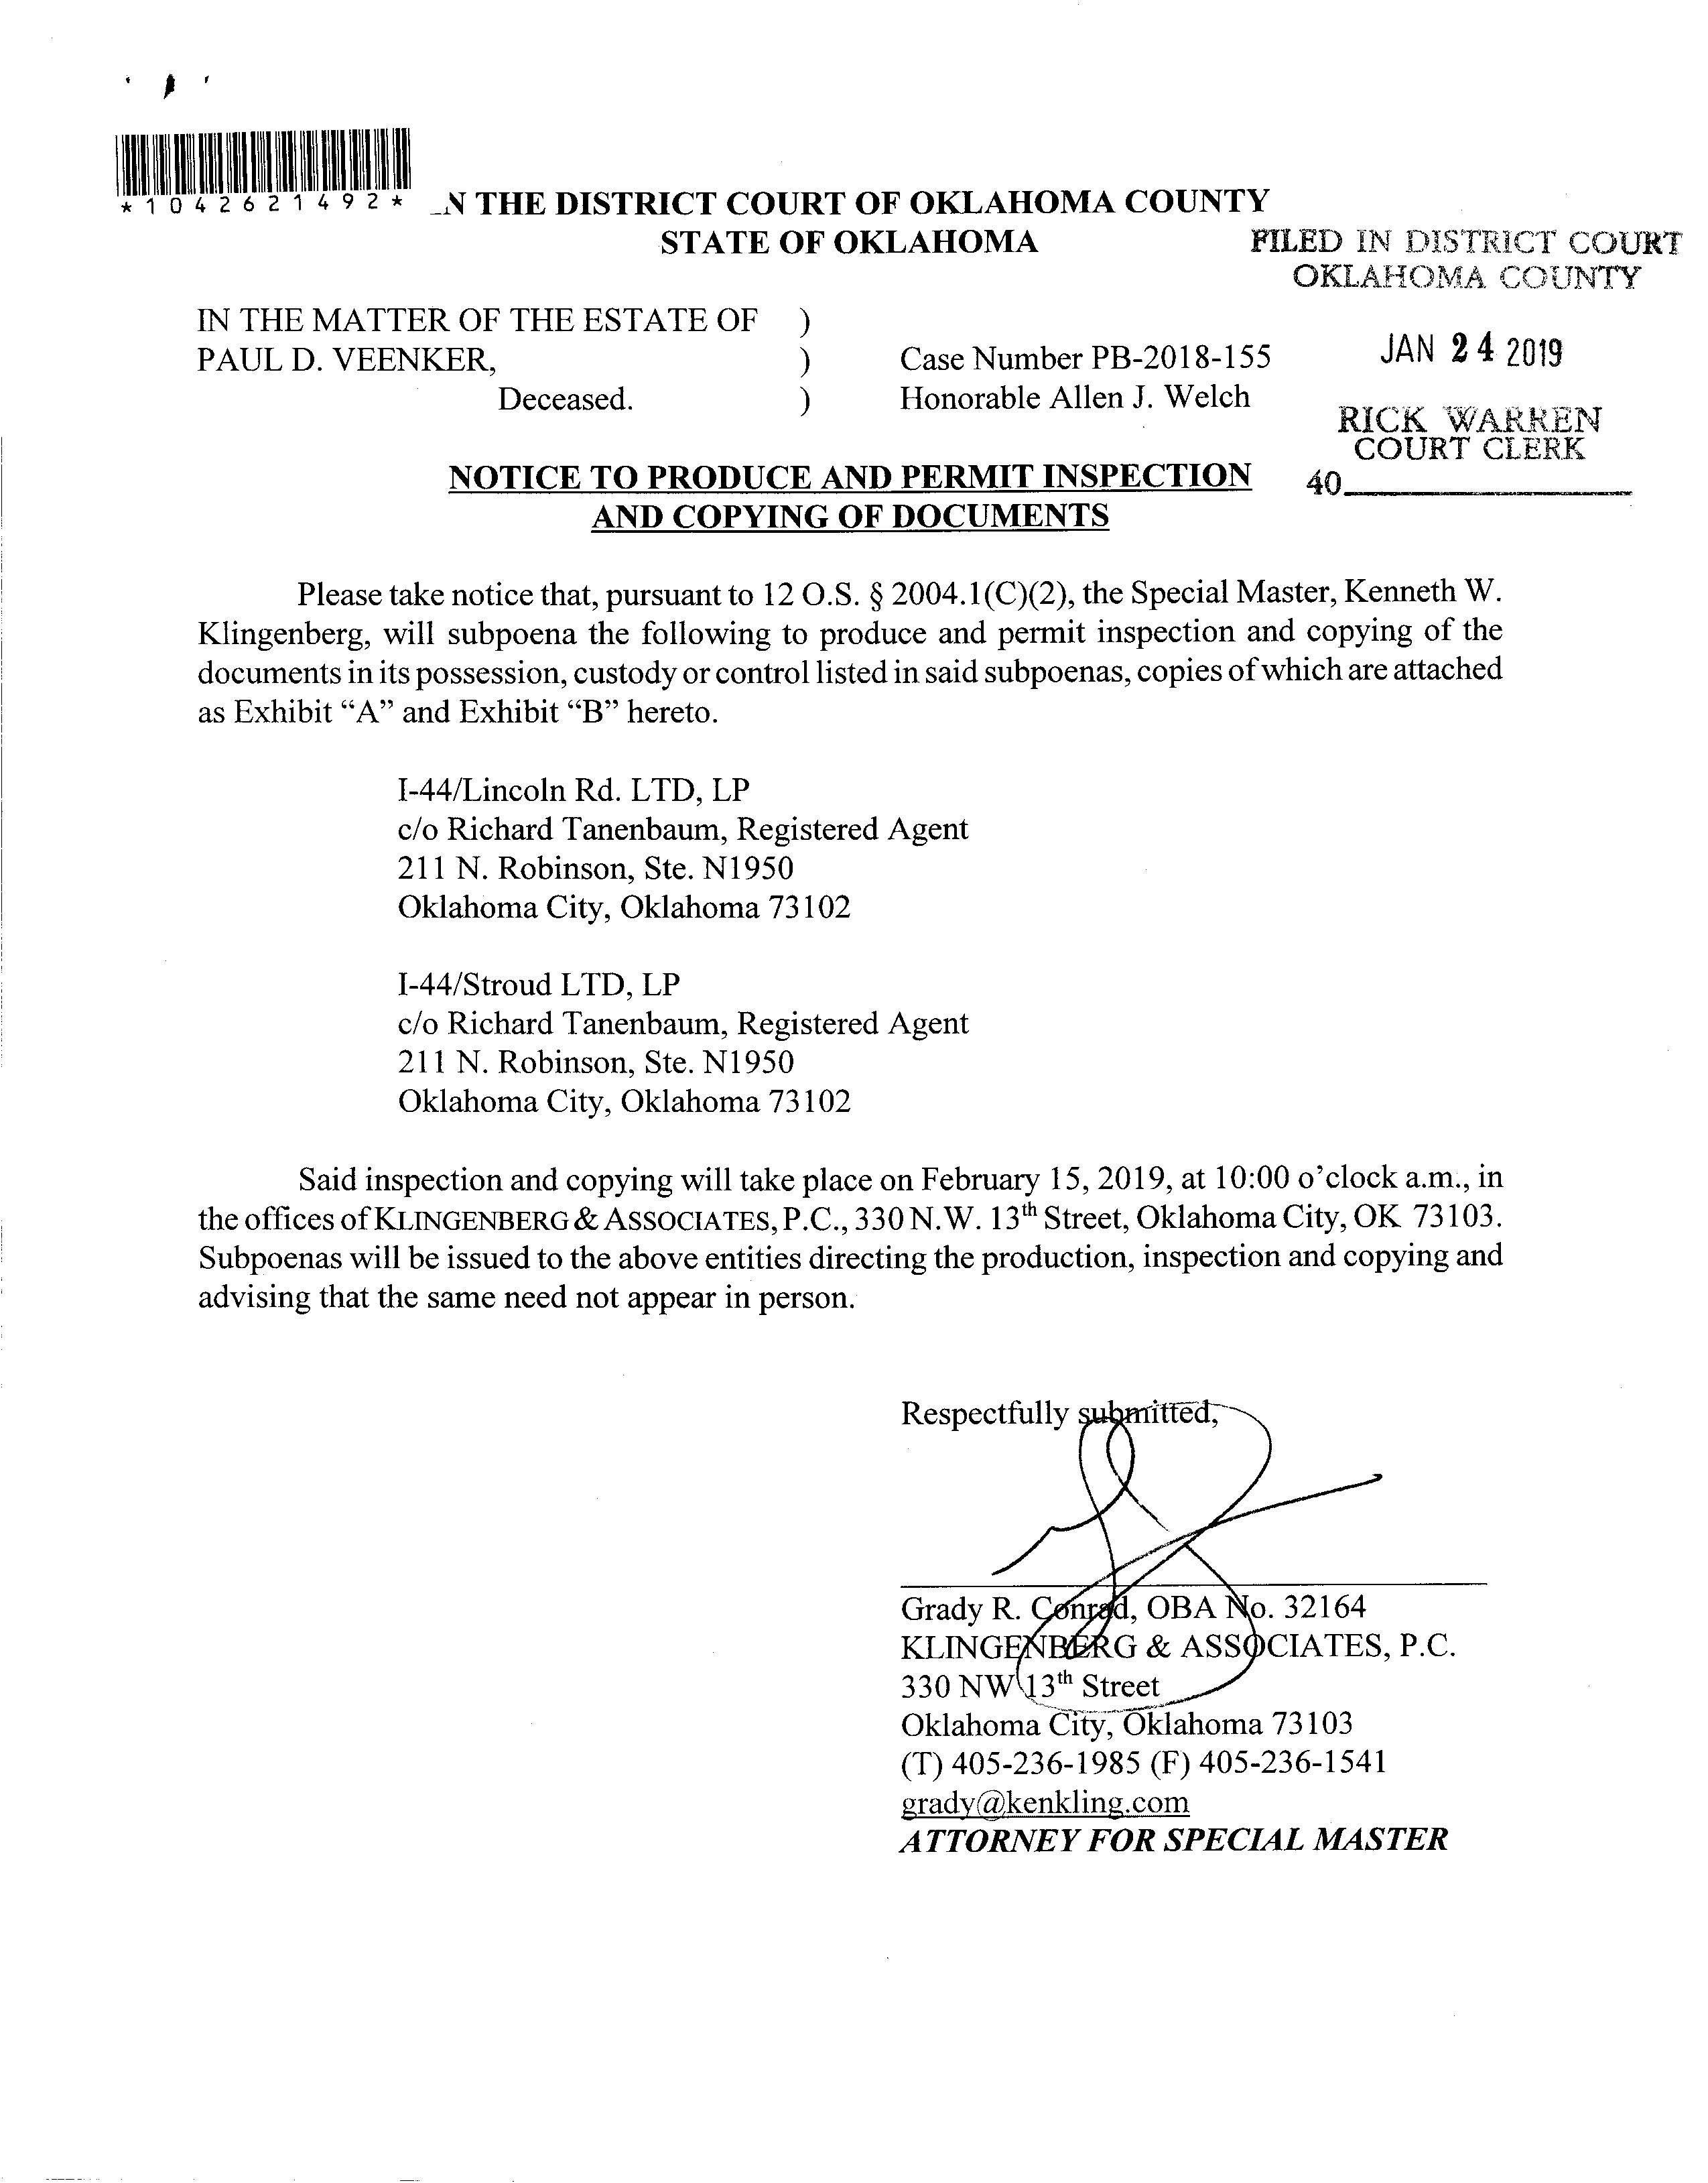 *1042621492*
N THE DISTRICT COURT OF OKLAHOMA COUNTY
STATE OF OKLAHOMA
FILED IN DISTRICT COURT
OKLAHOMA COUNTY
IN THE MATTER OF THE ESTATE OF )
PAUL D. VEENKER, ) Case Number PB-2018-155
Deceased. ) Honorable Allen J. Welch
JAN 24 2019
RICK WARREN
COURT CLERK
40
NOTICE TO PRODUCE AND PERMIT INSPECTION
AND COPYING OF DOCUMENTS
Please take notice that, pursuant to 12 O.S. § 2004.1(C)(2), the Special Master, Kenneth W.
Klingenberg, will subpoena the following to produce and permit inspection and copying of the
documents in its possession, custody or control listed in said subpoenas, copies of which are attached
as Exhibit “A” and Exhibit “B” hereto.
I-44/Lincoln Rd. LTD, LP
c/o Richard Tanenbaum, Registered Agent
211 N. Robinson, Ste. N1950
Oklahoma City, Oklahoma 73102
I-44/Stroud LTD, LP
c/o Richard Tanenbaum, Registered Agent
211 N. Robinson, Ste. N1950
Oklahoma City, Oklahoma 73102
Said inspection and copying will take place on February 15, 2019, at 10:00 o’clock a.m., in
the offices of KLINGENBERG & ASSOCIATES, P.C., 330 N.W. 13th Street, Oklahoma City, OK 73103.
Subpoenas will be issued to the above entities directing the production, inspection and copying and
advising that the same need not appear in person.
Respectfully submitted,
Grady R. Conrad, OBA No. 32164
KLINGENBERG & ASSOCIATES, P.C.
330 NW 13th Street
Oklahoma City, Oklahoma 73103
(T) 405-236-1985 (F) 405-236-1541
grady@kenkling.com
ATTORNEY FOR SPECIAL MASTER